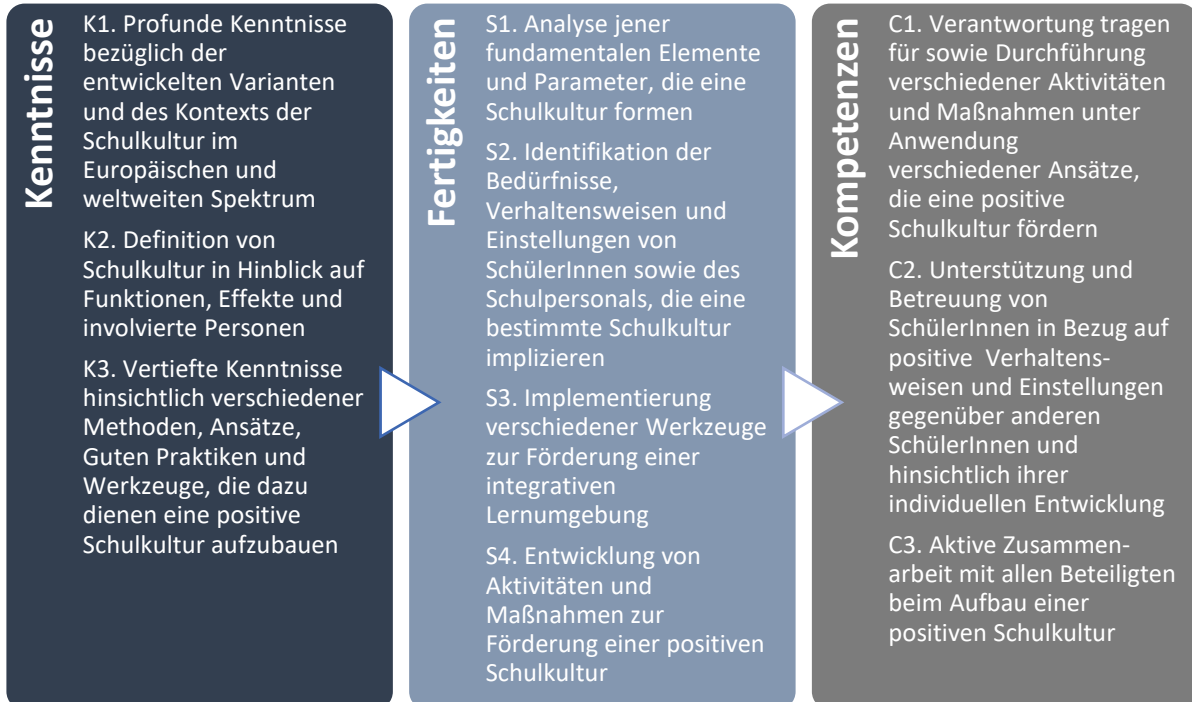 Kenntnisse
K1. Profunde Kenntnisse
bezüglich der
entwickelten Varianten
und des Kontexts der
Schulkultur im
Europäischen und
weltweiten Spektrum
K2. Definition von
Schulkultur in Hinblick auf
Funktionen, Effekte und
involvierte Personen
K3. Vertiefte Kenntnisse
hinsichtlich verschiedener
Methoden, Ansätze,
Guten Praktiken und
Werkzeuge, die dazu
dienen eine positive
Schulkultur aufzubauen
Fertigkeiten
S1. Analyse jener
fundamentalen Elemente
und Parameter, die eine
Schulkultur formen
S2. Identifikation der
Bedürfnisse,
Verhaltensweisen und
Einstellungen von
SchülerInnen sowie des
Schulpersonals, die eine
bestimmte Schulkultur
implizieren
S3. Implementierung
verschiedener Werkzeuge
zur Förderung einer
integrativen
Lernumgebung
S4. Entwicklung von
Aktivitäten und
Maßnahmen zur
Förderung einer positiven
Schulkultur
Kompetenzen
C1. Verantwortung tragen
für sowie Durchführung
verschiedener Aktivitäten
und Maßnahmen unter
Anwendung
verschiedener Ansätze,
die eine positive
Schulkultur fördern
C2. Unterstützung und
Betreuung von
SchülerInnen in Bezug auf
positive Verhaltens-
weisen und Einstellungen
gegenüber anderen
SchülerInnen und
hinsichtlich ihrer
individuellen Entwicklung
C3. Aktive Zusammen-
arbeit mit allen Beteiligten
beim Aufbau einer
positiven Schulkultur